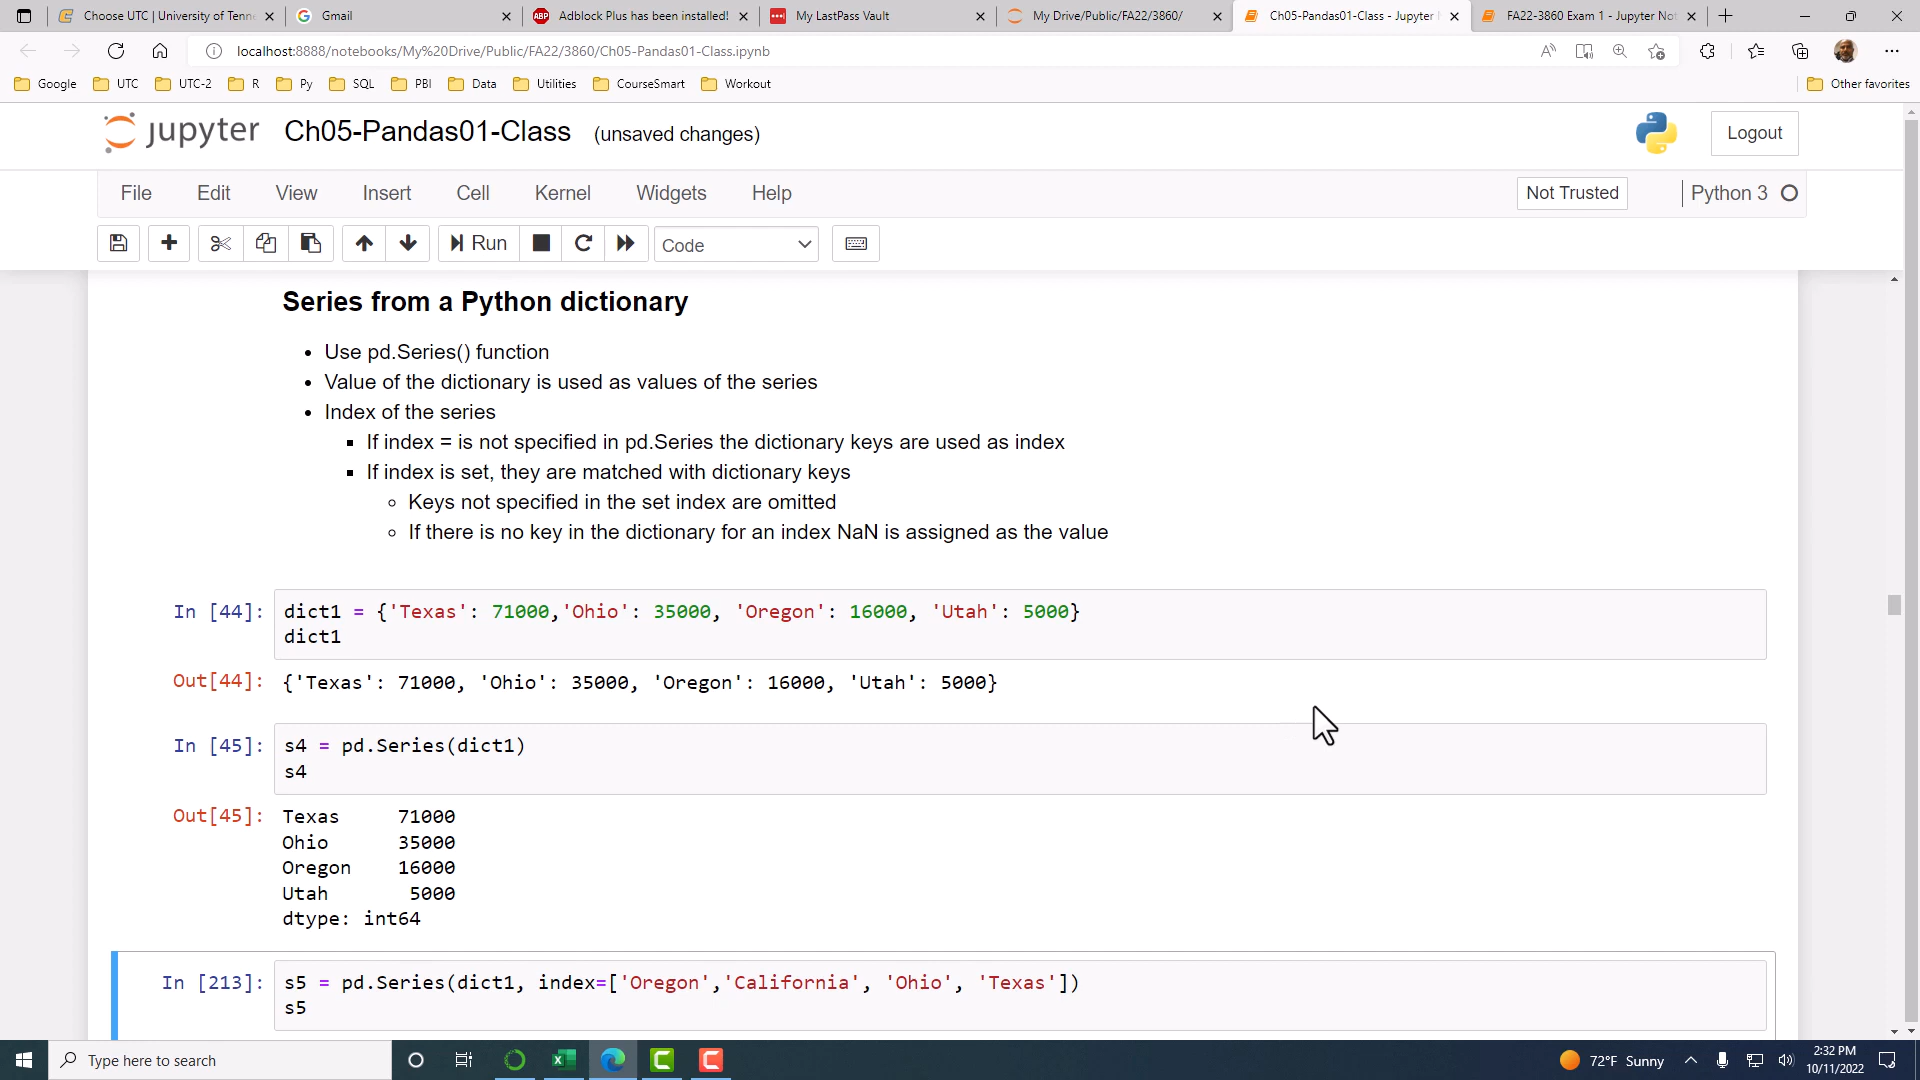 Choose UTC | University of Tenne
Gmail
ABP Adblock Plus has been installed!
My LastPass Vault
My Drive/Public/FA22/3860/
Ch05-Pandas01-Class - Jupyter
FA22-3860 Exam 1 - Jupyter Not
localhost:8888/notebooks/My%20Drive/Public/FA22/3860/Ch05-Pandas01-Class.ipynb
Google UTC UTC-2 R Py SQL PBI Data Utilities CourseSmart Workout Other favorites
jupyter Ch05-Pandas01-Class (unsaved changes) Logout
File Edit View Insert Cell Kernel Widgets Help Not Trusted Python 3
Run Code
Series from a Python dictionary
• Use pd.Series() function
• Value of the dictionary is used as values of the series
• Index of the series
▪ If index = is not specified in pd.Series the dictionary keys are used as index
▪ If index is set, they are matched with dictionary keys
◦ Keys not specified in the set index are omitted
◦ If there is no key in the dictionary for an index NaN is assigned as the value
In [44]: dict1 = {'Texas': 71000,'Ohio': 35000, 'Oregon': 16000, 'Utah': 5000}
dict1
Out[44]: {'Texas': 71000, 'Ohio': 35000, 'Oregon': 16000, 'Utah': 5000}
In [45]: s4 = pd.Series(dict1)
s4
Out[45]: Texas 71000
Ohio 35000
Oregon 16000
Utah 5000
dtype: int64
In [213]: s5 = pd.Series(dict1, index=['Oregon','California', 'Ohio', 'Texas'])
s5
Type here to search
72°F Sunny
2:32 PM
10/11/2022